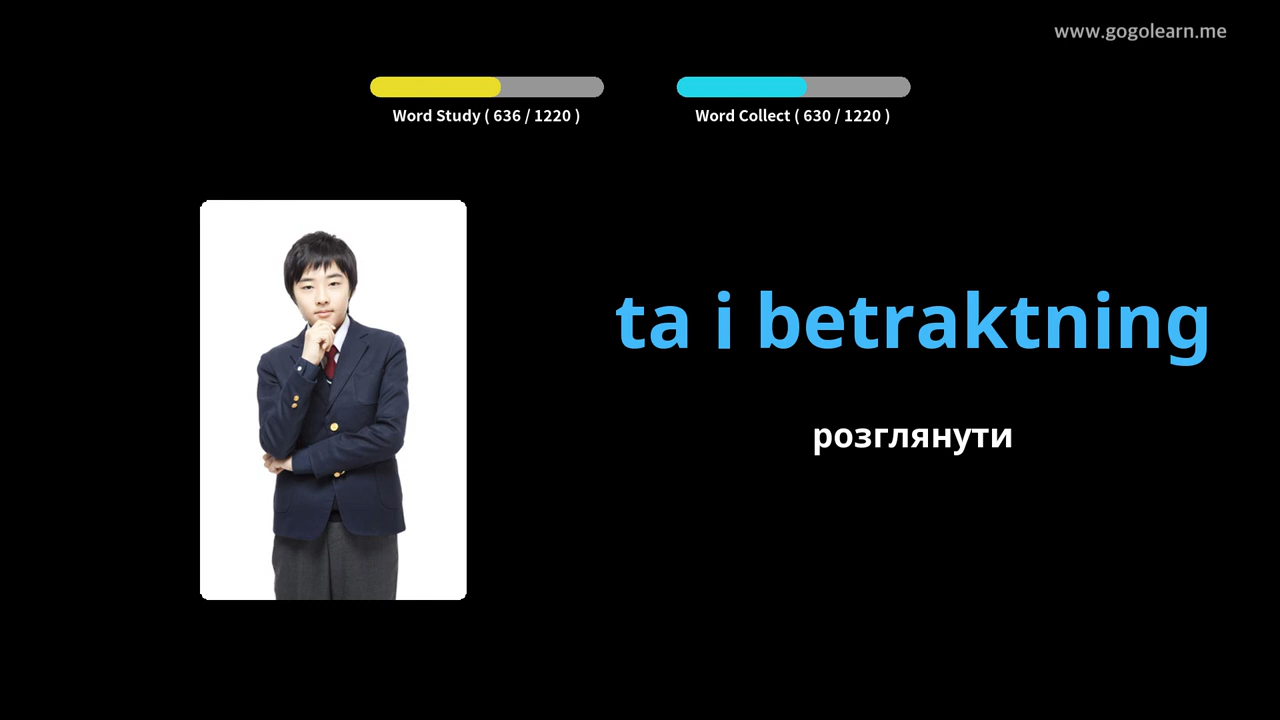 www.gogolearn.me
Word Study ( 636 / 1220 )
Word Collect ( 630 / 1220 )
ta i betraktning
розглянути